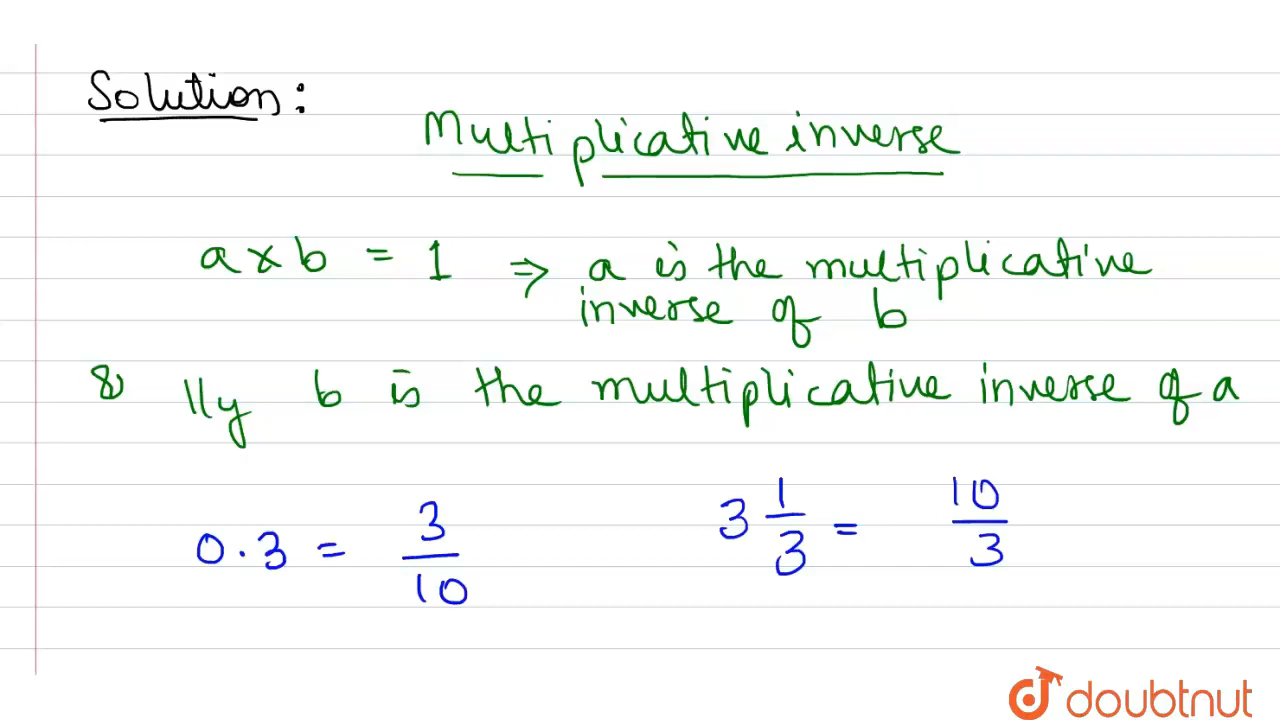 Solution:
Multiplicative inverse
a × b = 1 ⇒ a is the multiplicative
inverse of b
& lly b is the multiplicative inverse of a
0.3 = 3/10 3 1/3 = 10/3
doubtnut